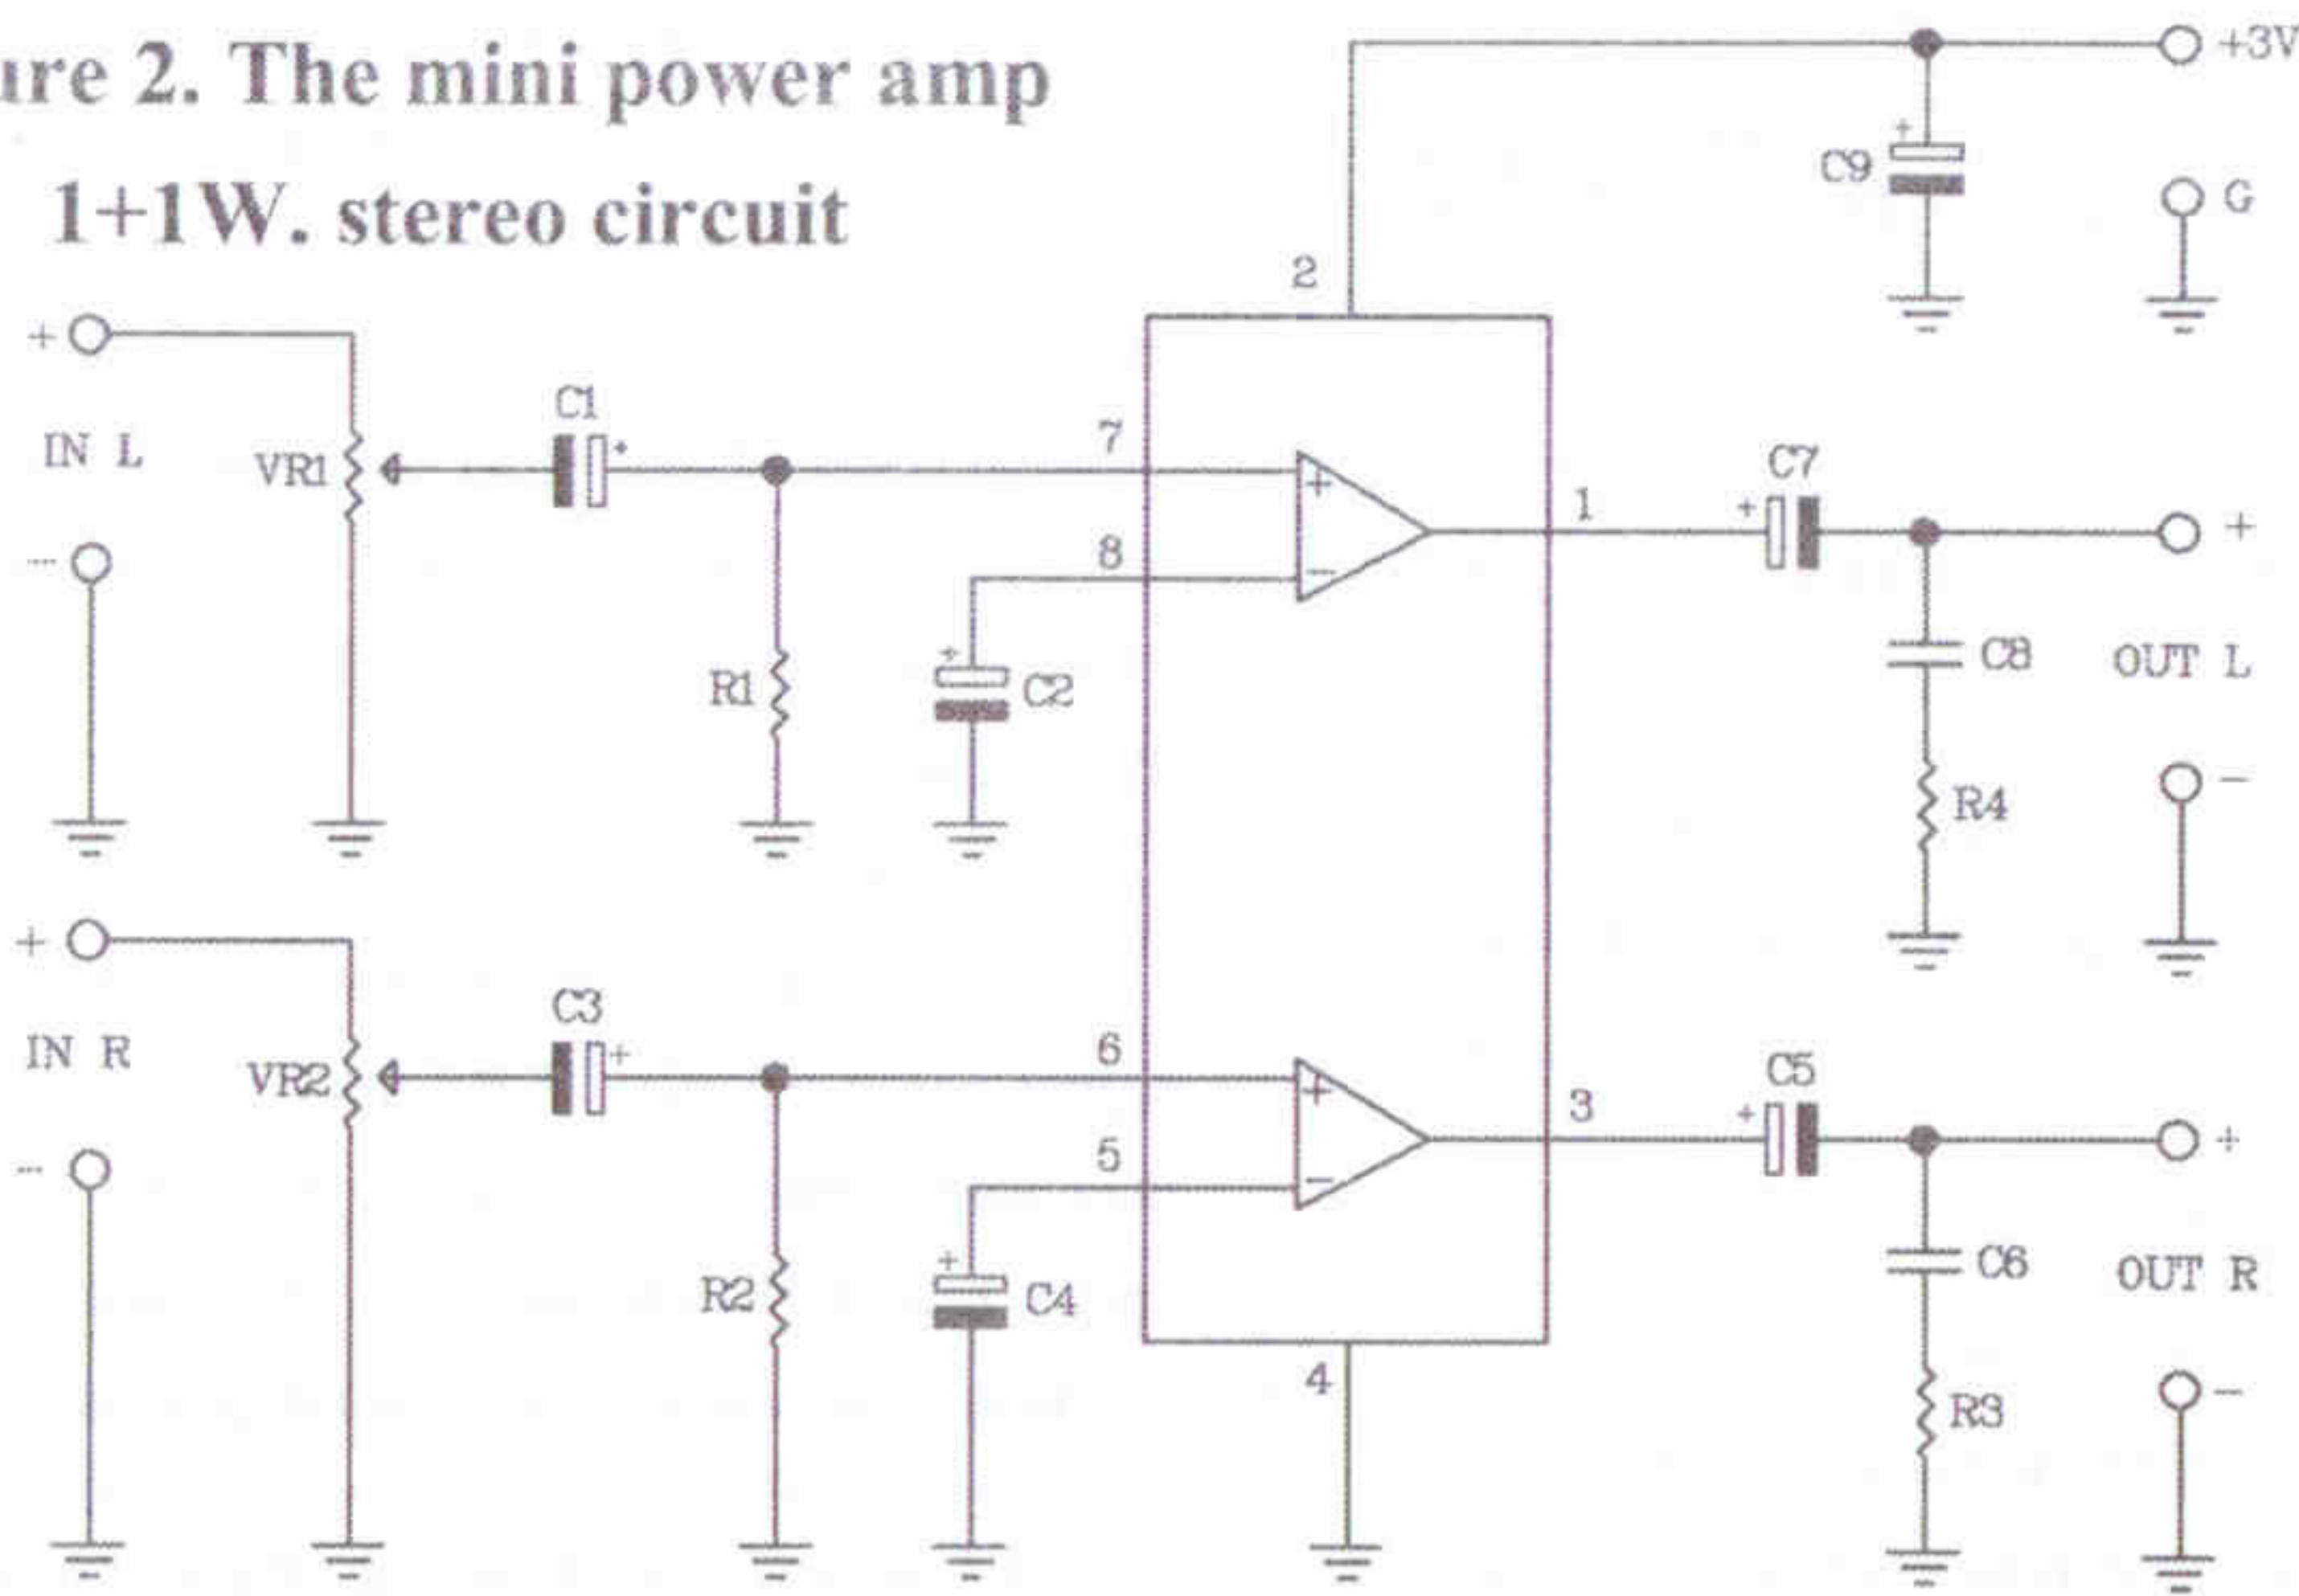 ure 2. The mini power amp
1+1W. stereo circuit
+3V
C9
+
G
2
+
IN L
VR1
C1
+
7
8
+
-
1
C7
+
+
R1
+
C2
C8
OUT L
R4
-
-
+
IN R
VR2
C3
+
6
5
+
-
3
C5
+
+
R2
+
C4
C6
OUT R
R3
-
-
4